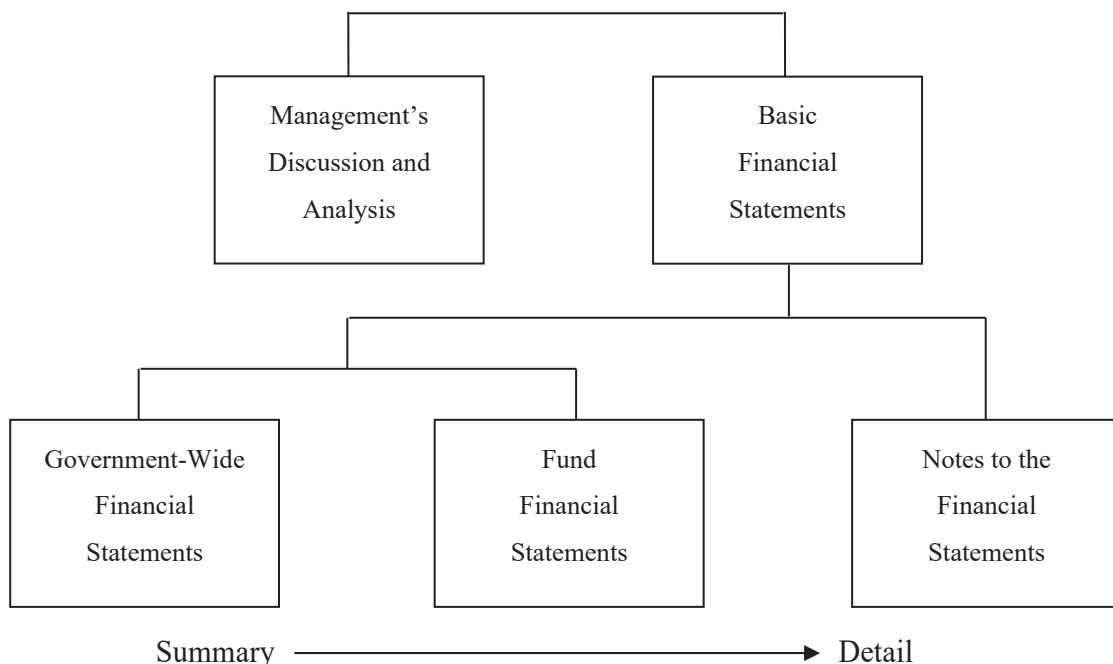 Management’s
Discussion and
Analysis
Basic
Financial
Statements
Government-Wide
Financial
Statements
Fund
Financial
Statements
Notes to the
Financial
Statements
Summary
Detail